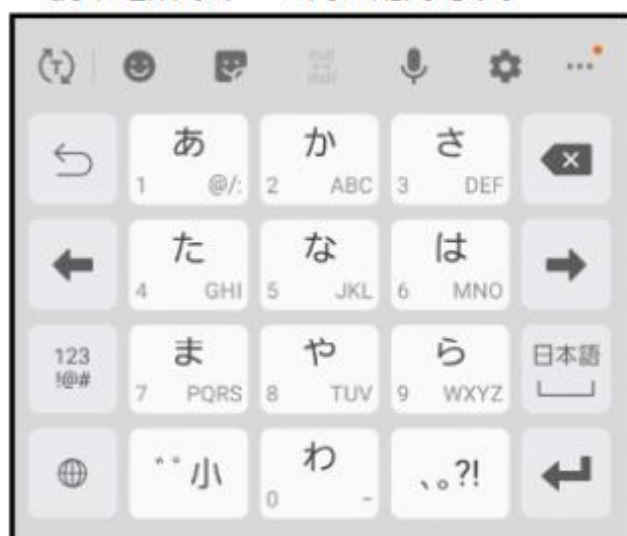 T
Full
Half
あ
1 @/:
か
2 ABC
さ
3 DEF
た
4 GHI
な
5 JKL
は
6 MNO
123
!@#
ま
7 PQRS
や
8 TUV
ら
9 WXYZ
日本語
゛゜小
わ
0 -
、。?!